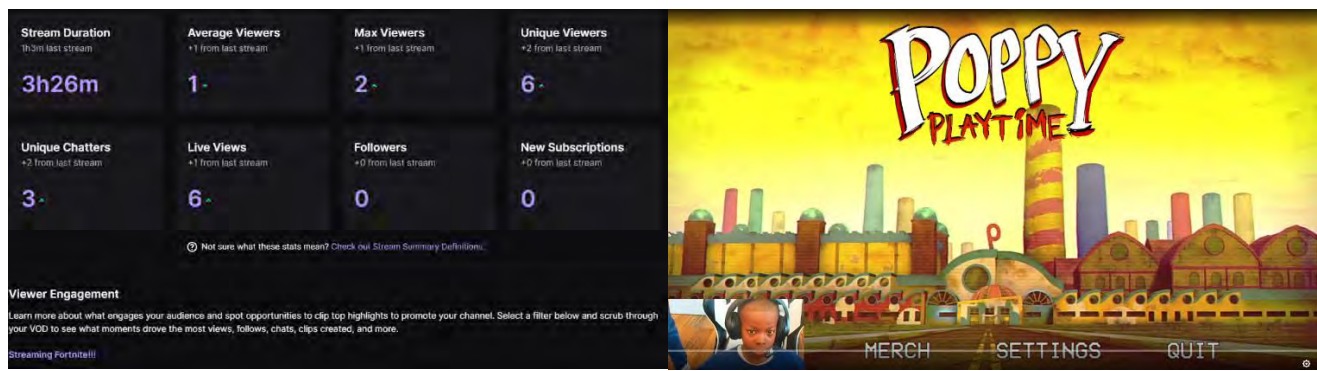 Stream Duration
1h3m last stream
3h26m
Average Viewers
+1 from last stream
1
Max Viewers
+1 from last stream
2
Unique Viewers
+2 from last stream
6
Unique Chatters
+2 from last stream
3
Live Views
+1 from last stream
6
Followers
+0 from last stream
0
New Subscriptions
+0 from last stream
0
Not sure what these stats mean? Check our Stream Summary Definitions.
Viewer Engagement
Learn more about what engages your audience and spot opportunities to clip top highlights to promote your channel. Select a filter below and scrub through
your VOD to see what moments drove the most views, follows, chats, clips created, and more.
Streaming Fortnite!!!
POPPY
PLAYTIME
P
MERCH
SETTINGS
QUIT